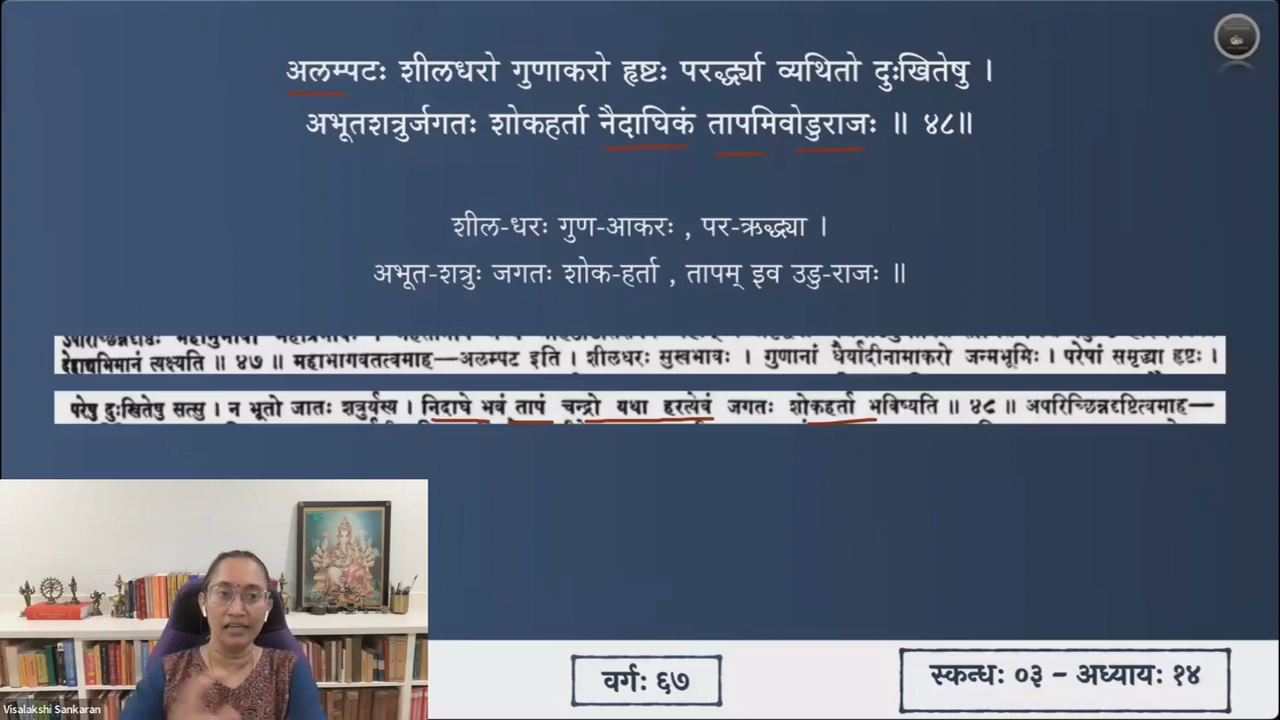 अलम्पटः शीलधरो गुणाकरो हृष्टः परर्द्ध्या व्यथितो दुःखितेषु ।
अभूतशत्रुर्जगतः शोकहर्ता नैदाघिकं तापमिवोडुराजः ॥ ४८॥
शील-धरः गुण-आकरः , पर-ऋद्ध्या ।
अभूत-शत्रुः जगतः शोक-हर्ता , तापम् इव उडु-राजः ॥
देहाद्यभिमानं त्यक्ष्यति ॥ ४७ ॥ महाभागवतत्वमाह—अलम्पट इति । शीलधरः सुखभावः । गुणानां धैर्यादीनामाकरो जन्मभूमिः । परेषां समृद्ध्या हृष्टः ।
परेषु दुःखितेषु सत्सु । न भूतो जातः शत्रुर्यस्य । निदाघे भवं तापं चन्द्रो यथा हरत्येवं जगतः शोकहर्ता भविष्यति ॥ ४८ ॥ अपरिच्छिन्नदृष्टित्वमाह—
Visalakshi Sankaran
वर्गः ६७
स्कन्धः ०३ – अध्यायः १४